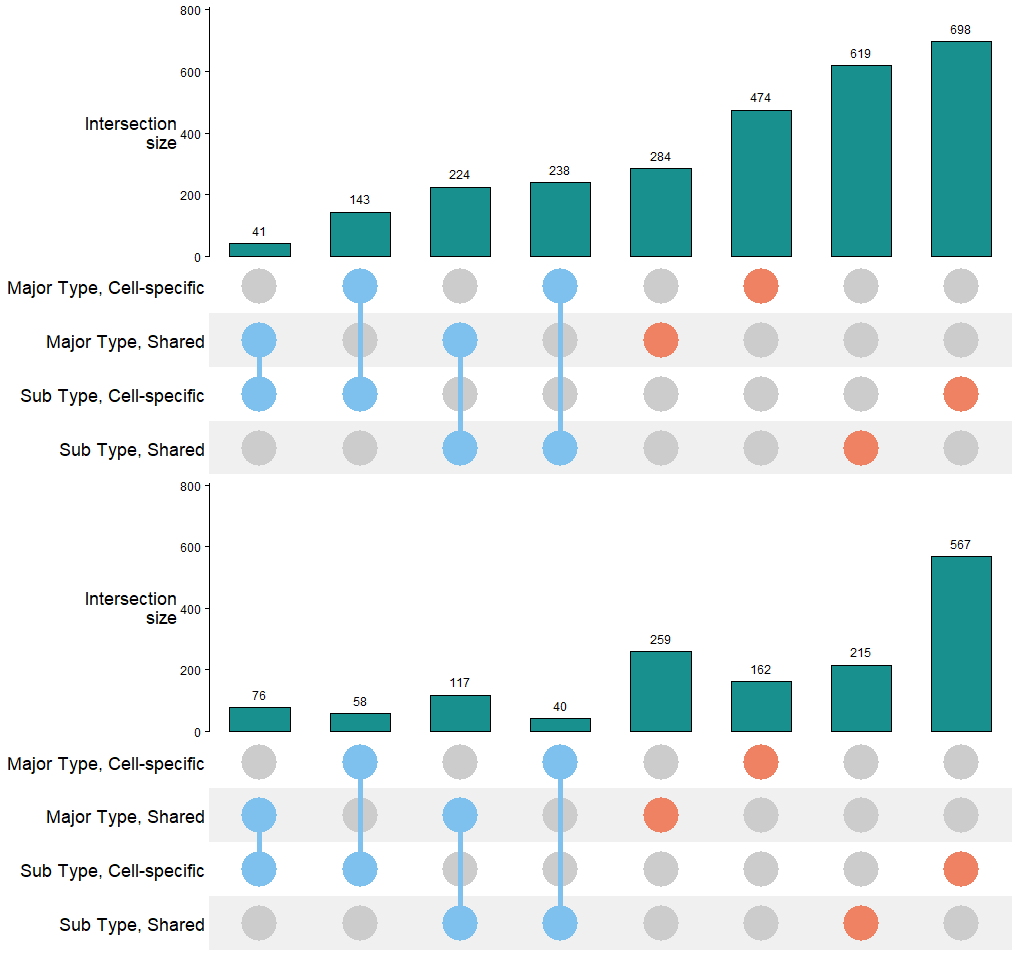 800
698
619
600
474
Intersection
size
400
284
238
224
200
143
41
0
Major Type, Cell-specific
Major Type, Shared
Sub Type, Cell-specific
Sub Type, Shared
800
567
600
Intersection
size
400
259
215
200
162
117
76
58
40
0
Major Type, Cell-specific
Major Type, Shared
Sub Type, Cell-specific
Sub Type, Shared